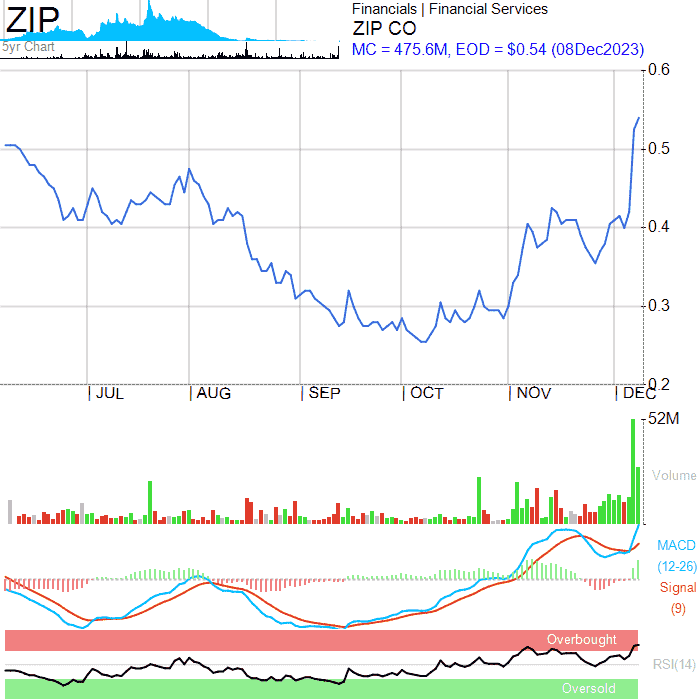 ZIP
5yr Chart
Financials | Financial Services
ZIP CO
MC = 475.6M, EOD = $0.54 (08Dec2023)
0.6
0.5
0.4
0.3
0.2
JUL AUG SEP OCT NOV DEC
52M
Volume
MACD
(12-26)
Signal
(9)
Overbought
RSI(14)
Oversold